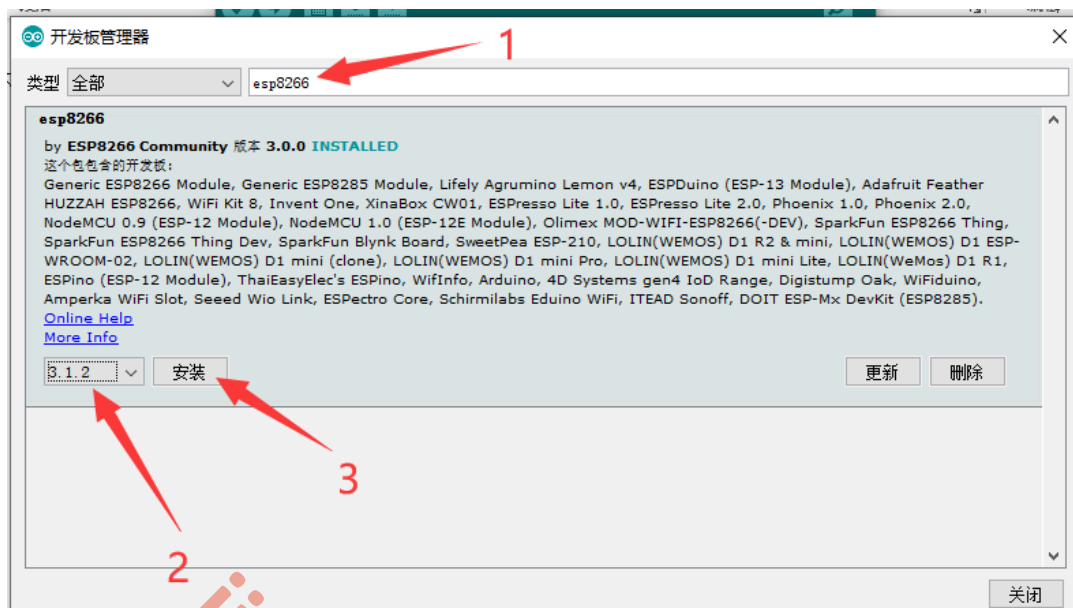 开发板管理器
1
类型 全部 esp8266
esp8266
by ESP8266 Community 版本 3.0.0 INSTALLED
这个包包含的开发板:
Generic ESP8266 Module, Generic ESP8285 Module, Lifely Agrumino Lemon v4, ESPDuino (ESP-13 Module), Adafruit Feather
HUZZAH ESP8266, WiFi Kit 8, Invent One, XinaBox CW01, ESPresso Lite 1.0, ESPresso Lite 2.0, Phoenix 1.0, Phoenix 2.0,
NodeMCU 0.9 (ESP-12 Module), NodeMCU 1.0 (ESP-12E Module), Olimex MOD-WIFI-ESP8266(-DEV), SparkFun ESP8266 Thing,
SparkFun ESP8266 Thing Dev, SparkFun Blynk Board, SweetPea ESP-210, LOLIN(WEMOS) D1 R2 & mini, LOLIN(WEMOS) D1 ESP-
WROOM-02, LOLIN(WEMOS) D1 mini (clone), LOLIN(WEMOS) D1 mini Pro, LOLIN(WEMOS) D1 mini Lite, LOLIN(WeMos) D1 R1,
ESPino (ESP-12 Module), ThaiEasyElec's ESPino, WifInfo, Arduino, 4D Systems gen4 IoD Range, Digistump Oak, WiFiduino,
Amperka WiFi Slot, Seeed Wio Link, ESPectro Core, Schirmilabs Eduino WiFi, ITEAD Sonoff, DOIT ESP-Mx DevKit (ESP8285).
Online Help
More Info
3.1.2 安装 更新 删除
3
2
关闭